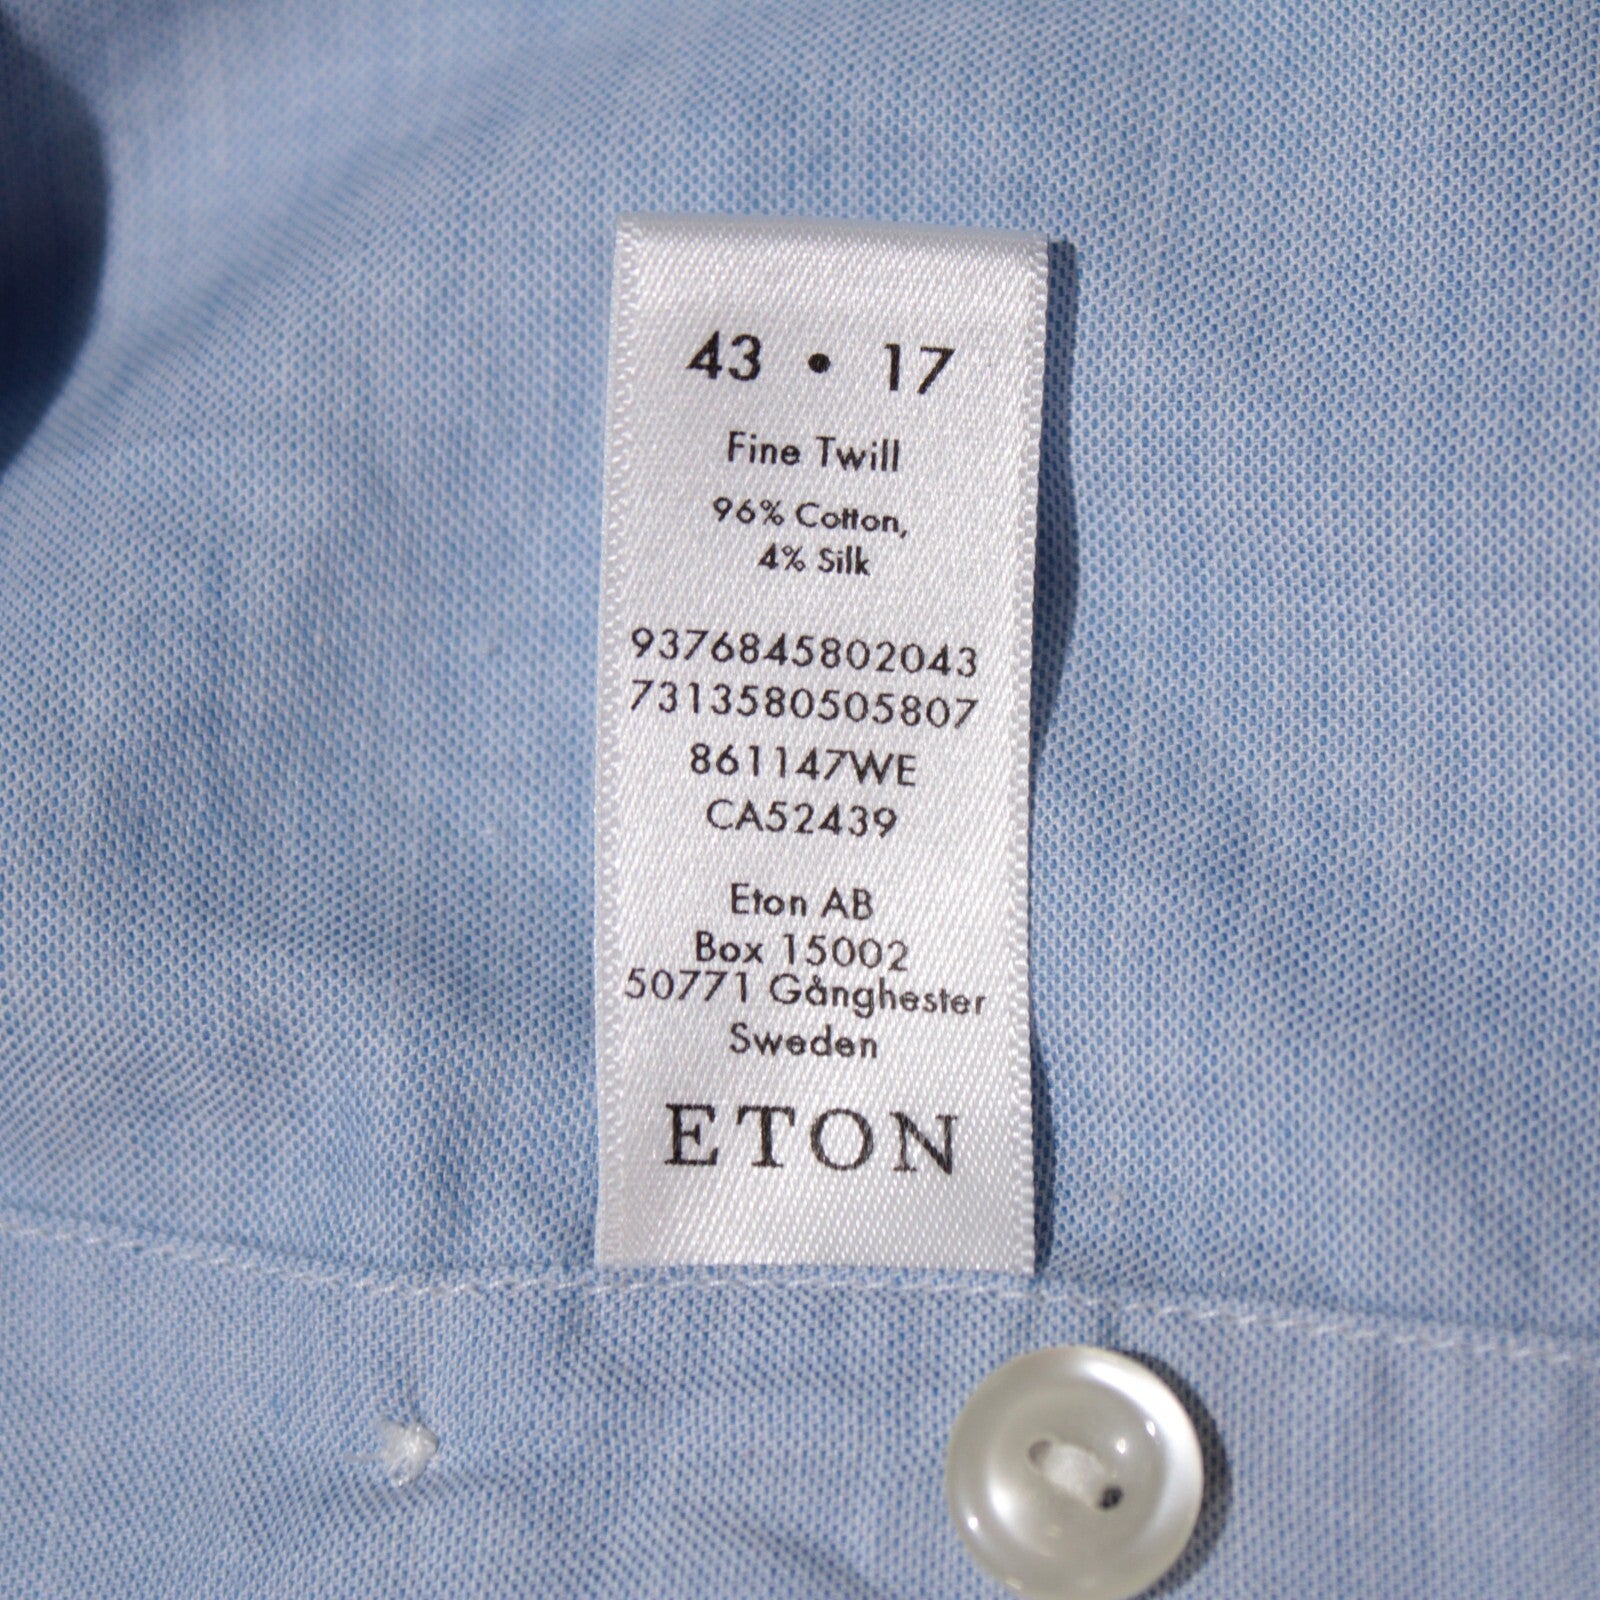 43 • 17
Fine Twill
96% Cotton,
4% Silk
9376845802043
7313580505807
861147WE
CA52439
Eton AB
Box 15002
50771 Gånghester
Sweden
ETON